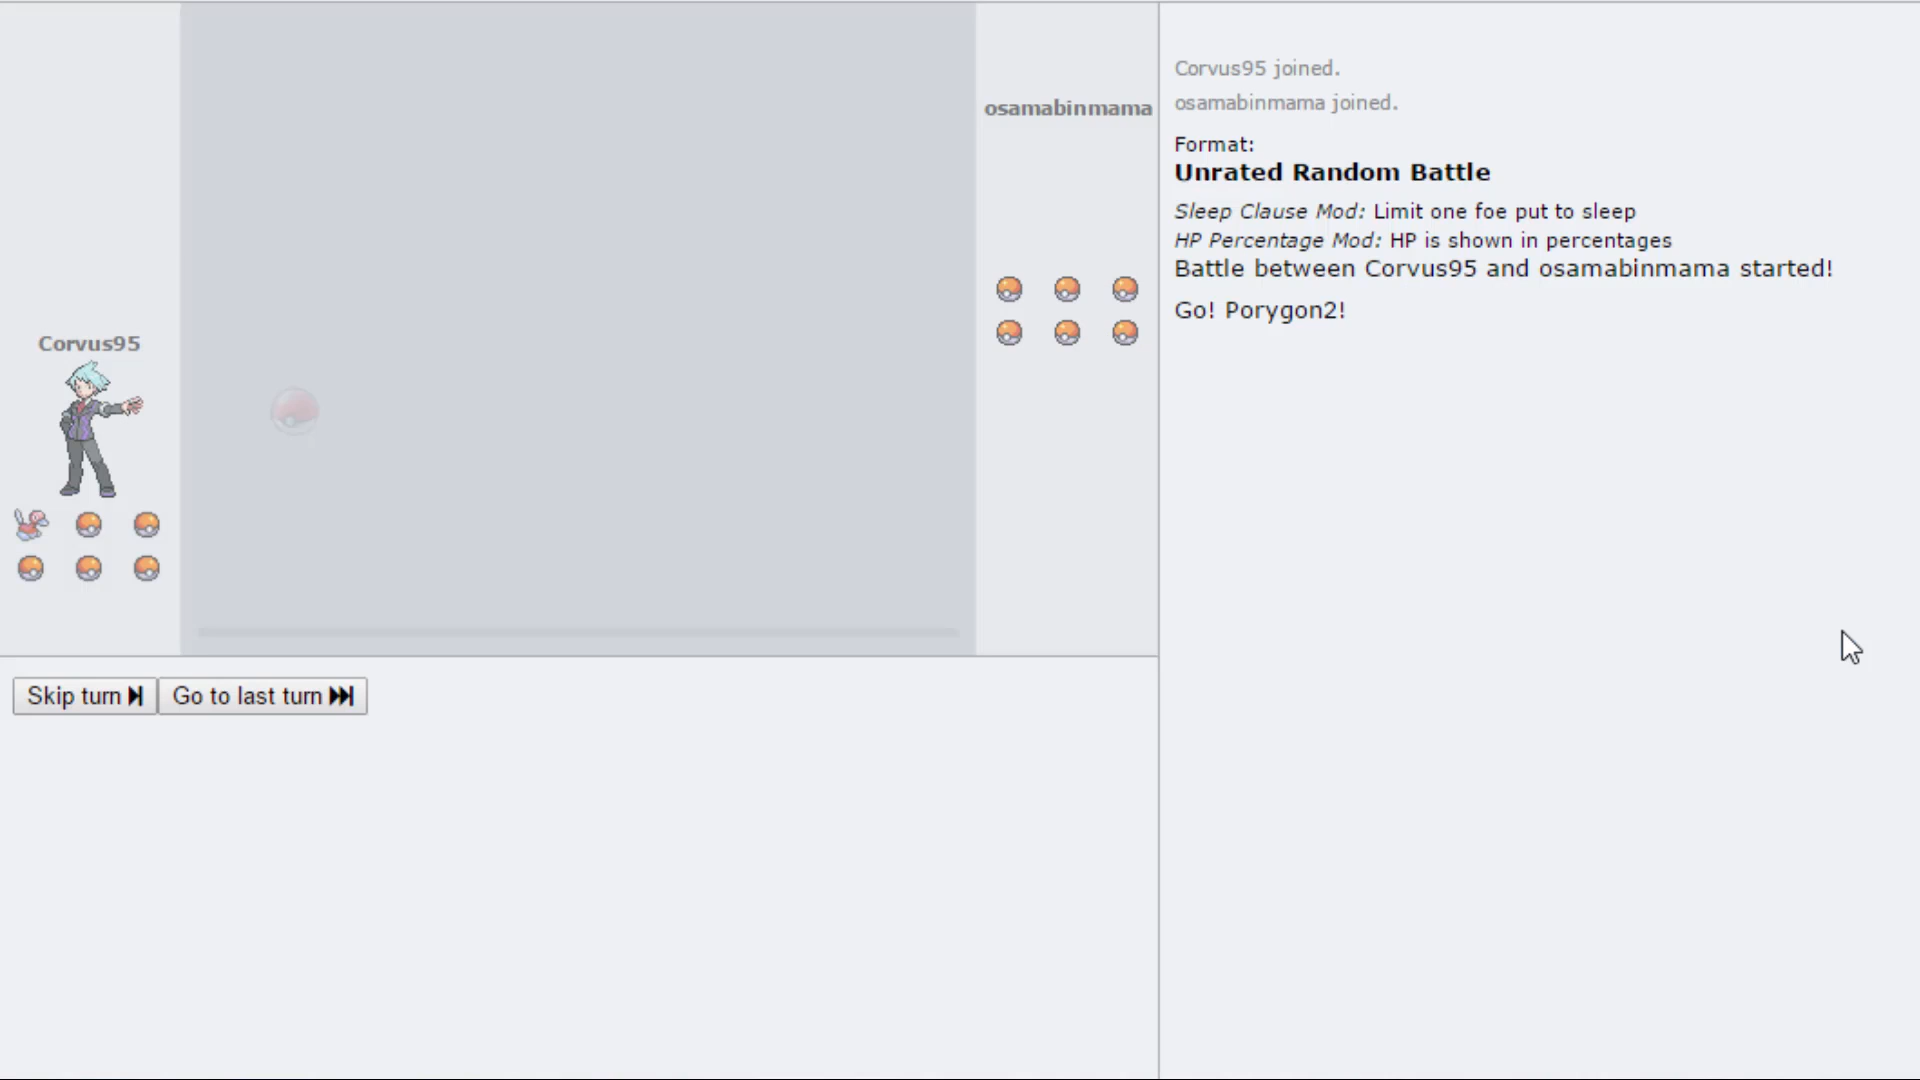 Corvus95 joined.
osamabinmama joined.
Format:
Unrated Random Battle
Sleep Clause Mod: Limit one foe put to sleep
HP Percentage Mod: HP is shown in percentages
Battle between Corvus95 and osamabinmama started!
Go! Porygon2!
osamabinmama
Corvus95
Skip turn
Go to last turn